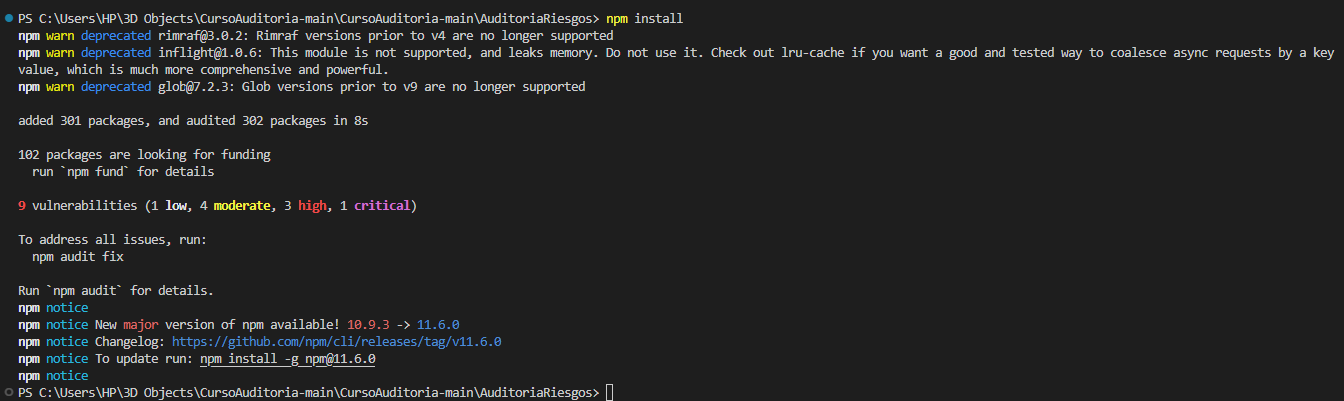 PS C:\Users\HP\3D Objects\CursoAuditoria-main\CursoAuditoria-main\AuditoriaRiesgos> npm install
npm warn deprecated rimraf@3.0.2: Rimraf versions prior to v4 are no longer supported
npm warn deprecated inflight@1.0.6: This module is not supported, and leaks memory. Do not use it. Check out lru-cache if you want a good and tested way to coalesce async requests by a key
value, which is much more comprehensive and powerful.
npm warn deprecated glob@7.2.3: Glob versions prior to v9 are no longer supported
added 301 packages, and audited 302 packages in 8s
102 packages are looking for funding
run `npm fund` for details
9 vulnerabilities (1 low, 4 moderate, 3 high, 1 critical)
To address all issues, run:
npm audit fix
Run `npm audit` for details.
npm notice
npm notice New major version of npm available! 10.9.3 -> 11.6.0
npm notice Changelog: https://github.com/npm/cli/releases/tag/v11.6.0
npm notice To update run: npm install -g npm@11.6.0
npm notice
PS C:\Users\HP\3D Objects\CursoAuditoria-main\CursoAuditoria-main\AuditoriaRiesgos>